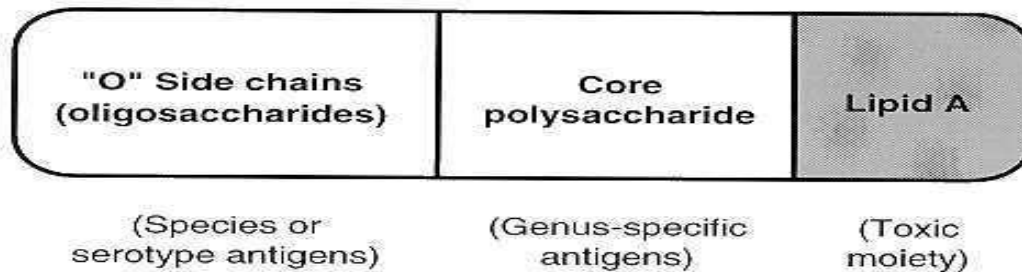 "O" Side chains
(oligosaccharides)
Core
polysaccharide
Lipid A
(Species or
serotype antigens)
(Genus-specific
antigens)
(Toxic
moiety)